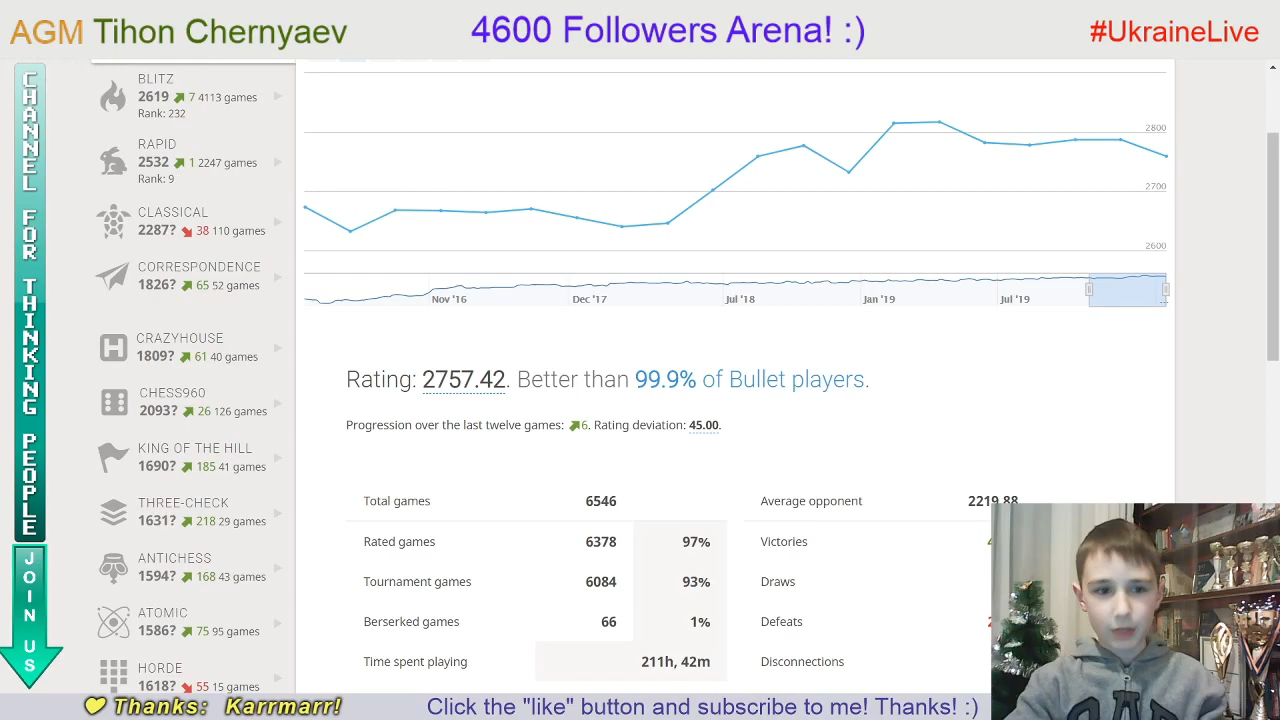 AGM Tihon Chernyaev
4600 Followers Arena! :)
#UkraineLive
CHANNEL FOR THINKING PEOPLE
JOIN US
BLITZ
2619 7 4113 games
Rank: 232
RAPID
2532 1 2247 games
Rank: 9
CLASSICAL
2287? 38 110 games
CORRESPONDENCE
1826? 65 52 games
CRAZYHOUSE
1809? 61 40 games
CHESS960
2093? 26 126 games
KING OF THE HILL
1690? 185 41 games
THREE-CHECK
1631? 218 29 games
ANTICHESS
1594? 168 43 games
ATOMIC
1586? 75 95 games
HORDE
1618? 55 15 games
2800
2700
2600
Nov '16 Dec '17 Jul '18 Jan '19 Jul '19
Rating: 2757.42. Better than 99.9% of Bullet players.
Progression over the last twelve games: 6. Rating deviation: 45.00.
Total games 6546
Rated games 6378 97%
Tournament games 6084 93%
Berserked games 66 1%
Time spent playing 211h, 42m
Average opponent 2219.88
Victories
Draws
Defeats
Disconnections
Thanks: Karrmarr!
Click the "like" button and subscribe to me! Thanks! :)